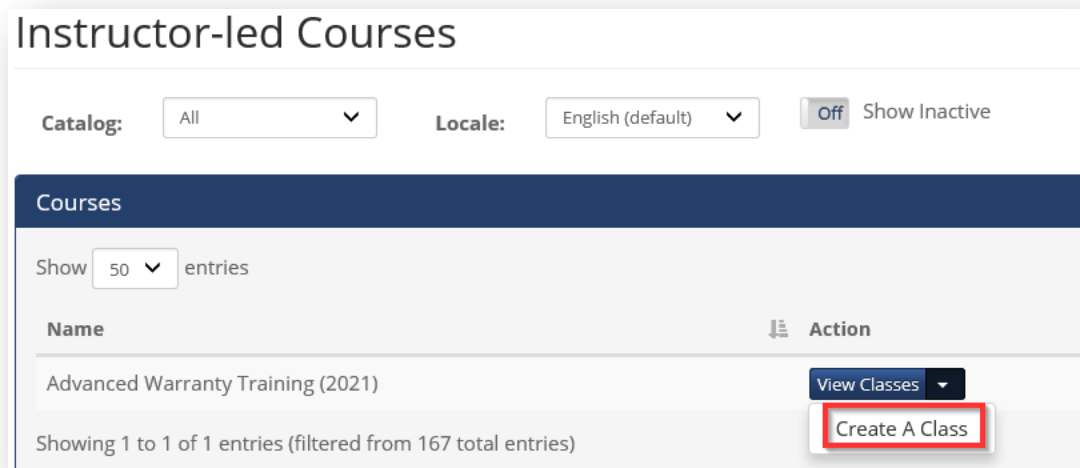 Instructor-led Courses
Catalog: All Locale: English (default) Off Show Inactive
Courses
Show 50 entries
Name Action
Advanced Warranty Training (2021) View Classes
Create A Class
Showing 1 to 1 of 1 entries (filtered from 167 total entries)